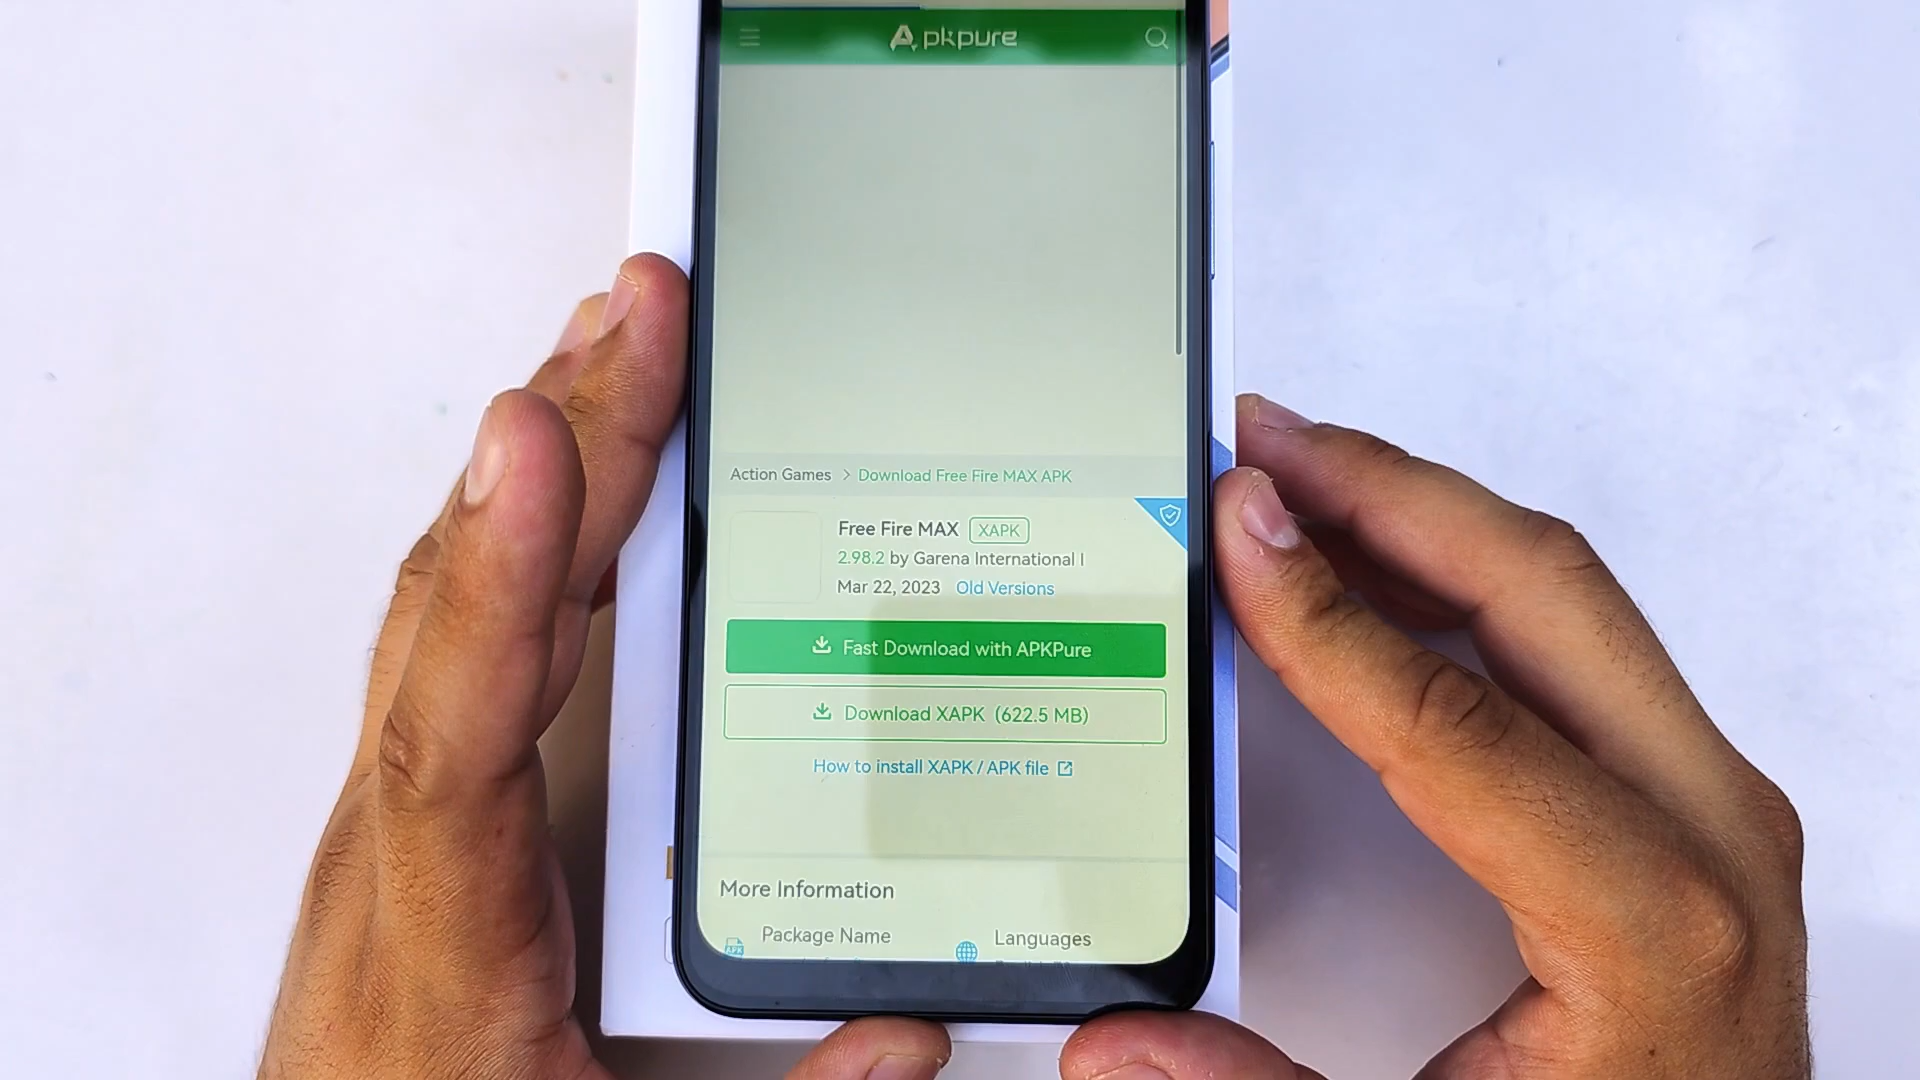 Apkpure
Action Games > Download Free Fire MAX APK
Free Fire MAX XAPK
2.98.2 by Garena International I
Mar 22, 2023 Old Versions
Fast Download with APKPure
Download XAPK (622.5 MB)
How to install XAPK / APK file
More Information
Package Name
Languages
APK